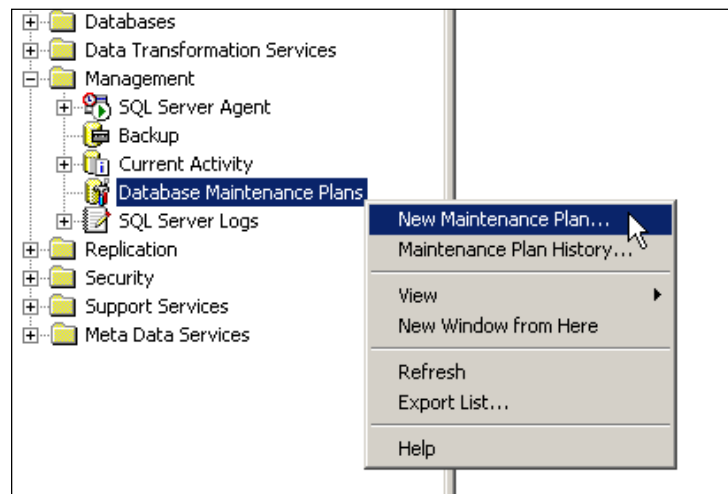 Databases
Data Transformation Services
Management
SQL Server Agent
Backup
Current Activity
Database Maintenance Plans
SQL Server Logs
Replication
Security
Support Services
Meta Data Services
New Maintenance Plan...
Maintenance Plan History...
View
New Window from Here
Refresh
Export List...
Help